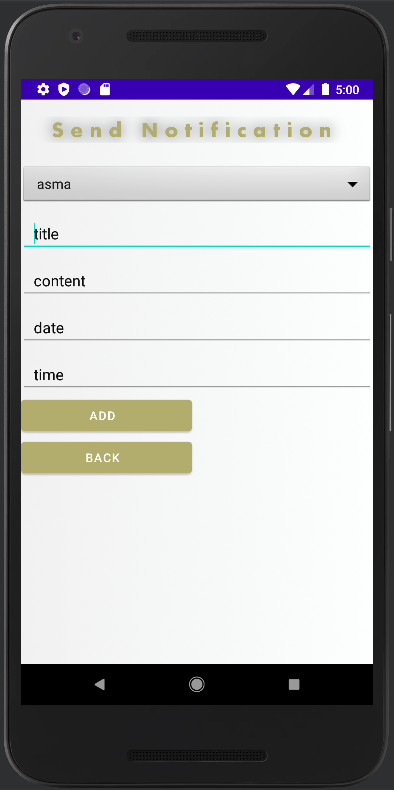 5:00
Send Notification
asma
title
content
date
time
ADD
BACK